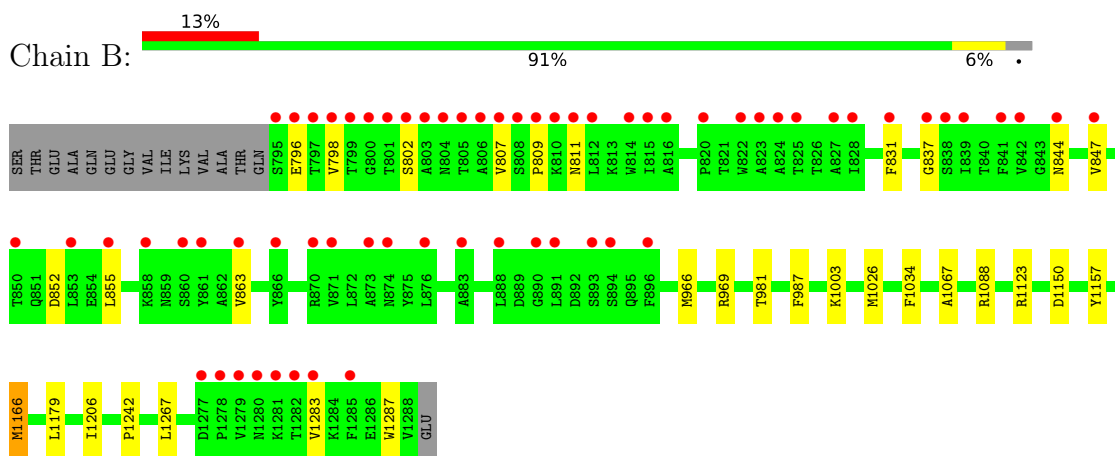 13%
Chain B:
91% 6% •
SER THR GLU ALA GLN GLU GLY VAL ILE LYS VAL ALA THR GLN S795 E796 T797 V798 T799 G800 T801 S802 A803 N804 T805 A806 V807 S808 P809 K810 N811 L812 K813 W814 I815 A816 P820 T821 W822 A823 A824 T825 T826 A827 I828 F831 G837 S838 I839 T840 F841 V842 G843 N844 V847
T850 Q851 D852 L853 E854 L855 K858 N859 S860 Y861 A862 V863 Y866 R870 Y871 L872 A873 N874 Y875 L876 A883 L888 D889 G890 L891 D892 S893 S894 Q895 F896 M966 R969 T981 F987 K1003 M1026 F1034 A1067 R1088 R1123 D1150 Y1157
M1166 L1179 I1206 P1242 L1267 D1277 P1278 V1279 N1280 K1281 T1282 V1283 K1284 F1285 E1286 W1287 V1288 GLU